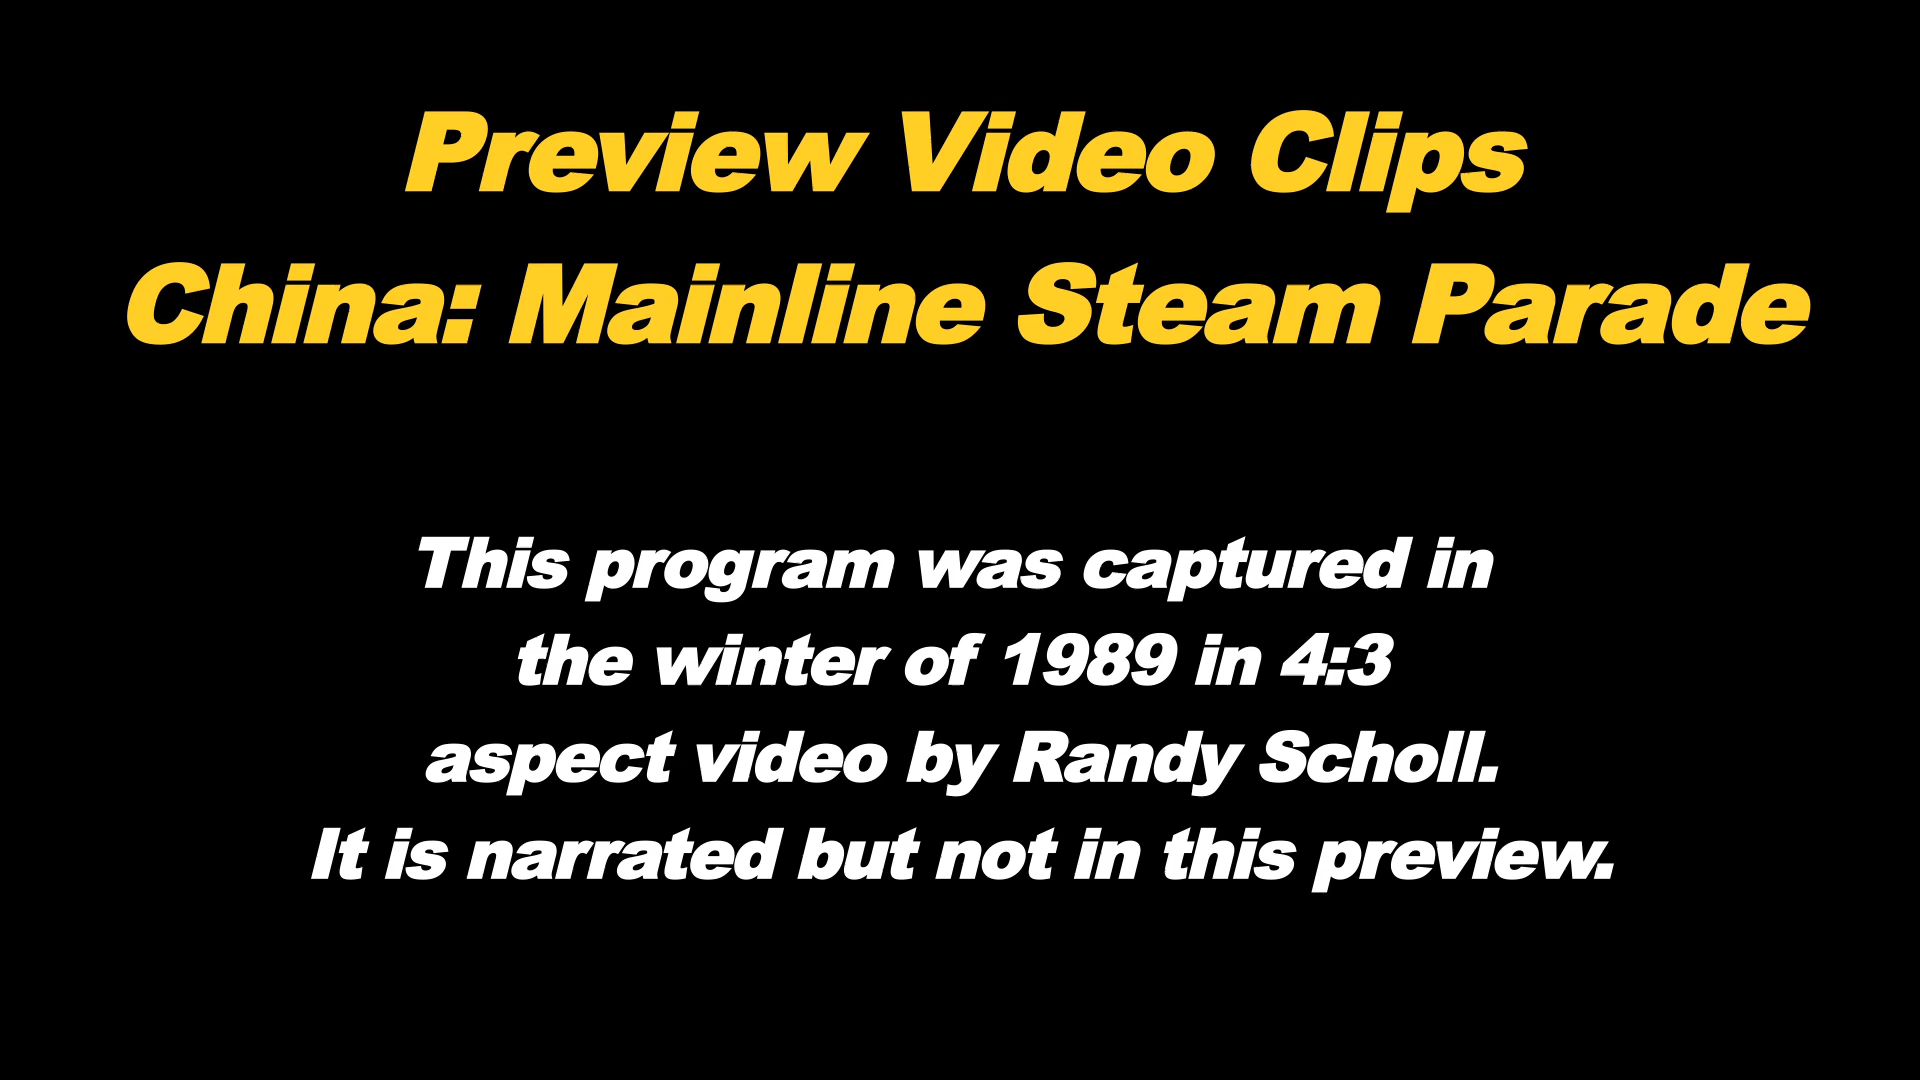 Preview Video Clips
China: Mainline Steam Parade
This program was captured in
the winter of 1989 in 4:3
aspect video by Randy Scholl.
It is narrated but not in this preview.